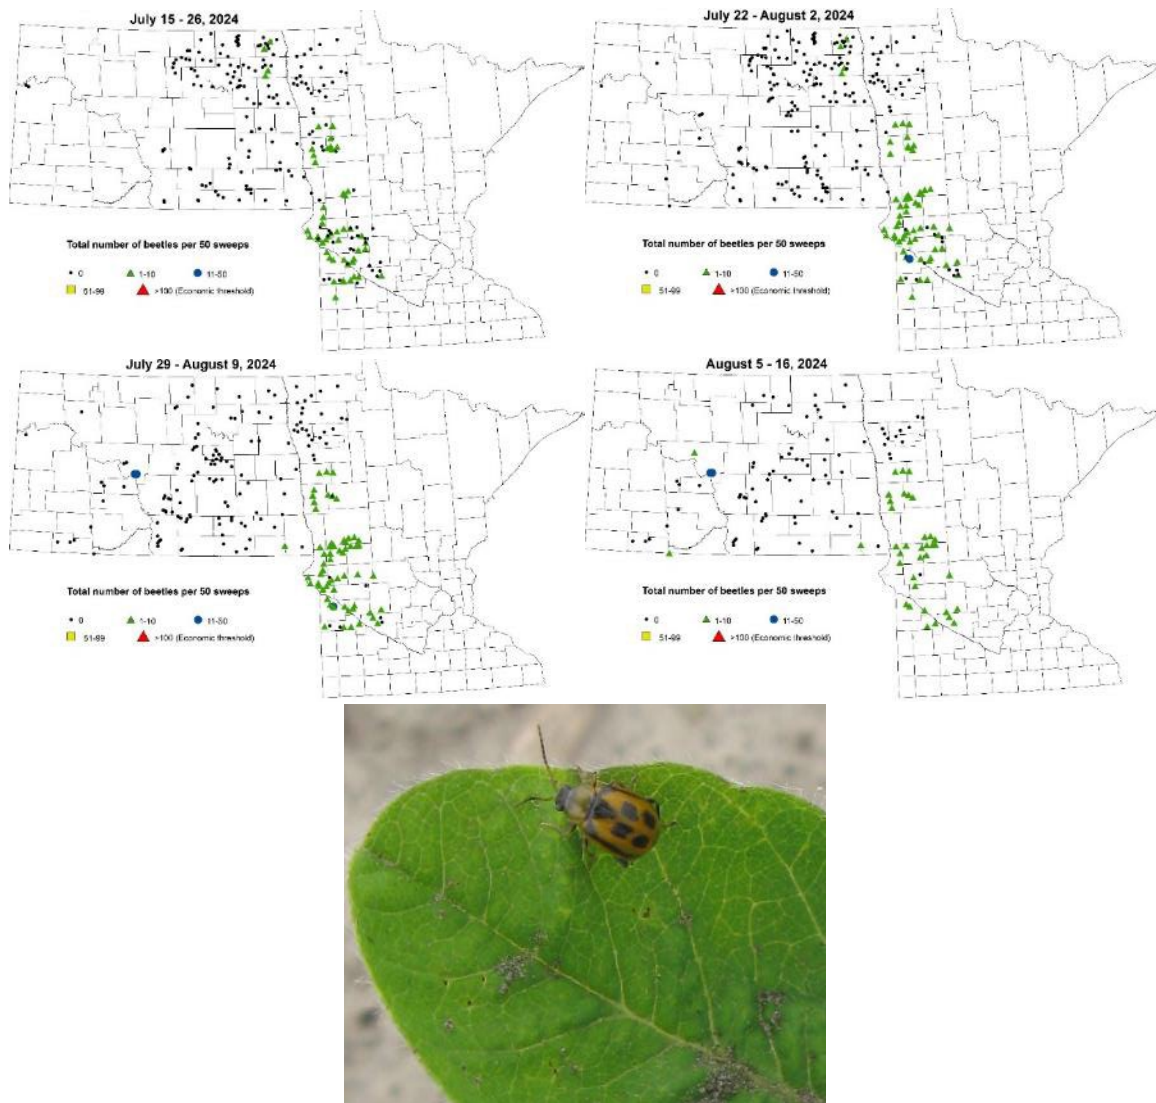 July 15 - 26, 2024
Total number of beetles per 50 sweeps
0 1-10 11-50
51-99 >100 (Economic threshold)
July 22 - August 2, 2024
Total number of beetles per 50 sweeps
0 1-10 11-50
51-99 >100 (Economic threshold)
July 29 - August 9, 2024
Total number of beetles per 50 sweeps
0 1-10 11-50
51-99 >100 (Economic threshold)
August 5 - 16, 2024
Total number of beetles per 50 sweeps
0 1-10 11-50
51-99 >100 (Economic threshold)